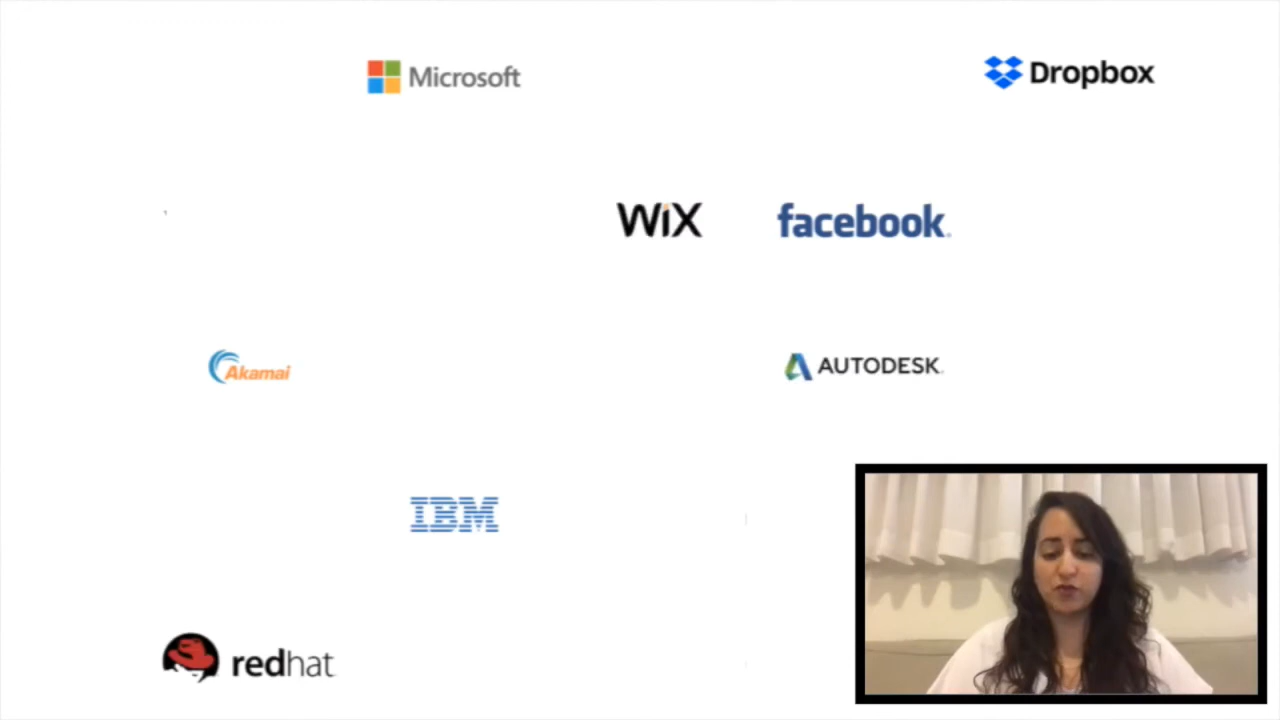 Microsoft
Dropbox
WiX
facebook.
Akamai
AUTODESK.
IBM
redhat